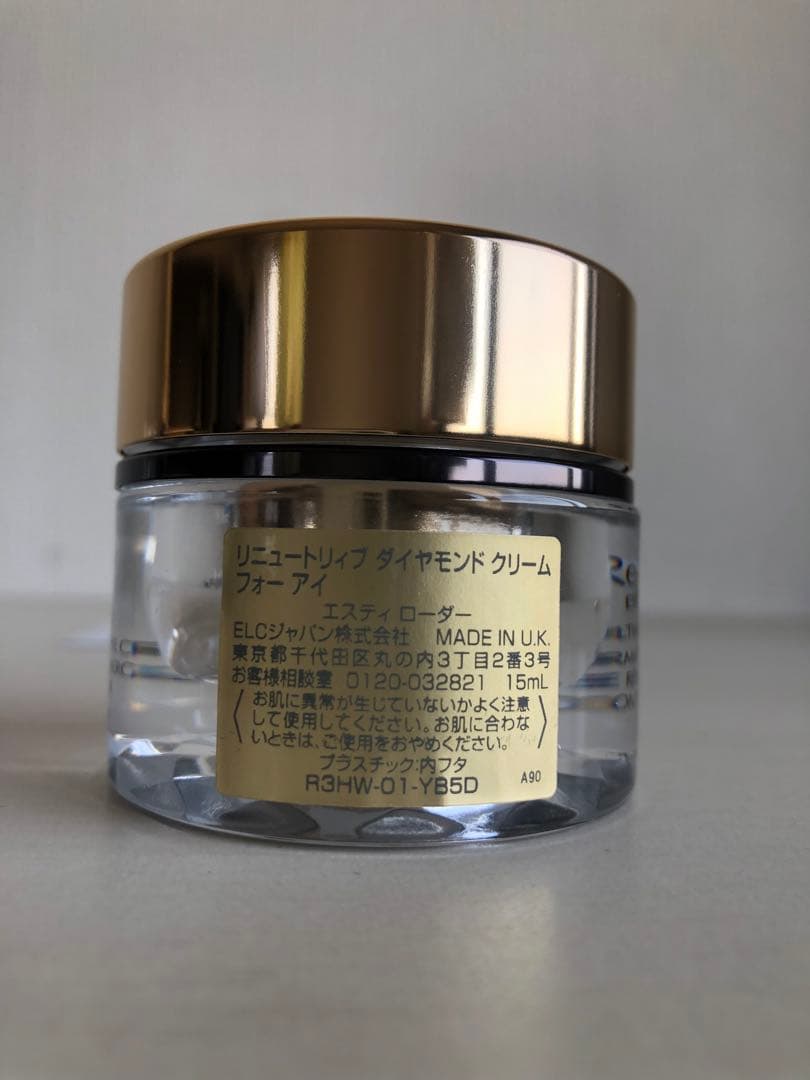 リニュートリィブ ダイヤモンド クリーム
フォー アイ
エスティ ローダー
ELCジャパン株式会社 MADE IN U.K.
東京都千代田区丸の内3丁目2番3号
お客様相談室 0120-032821 15mL
〈お肌に異常が生じていないかよく注意
して使用してください。お肌に合わな
いときは、ご使用をおやめください。〉
プラスチック:内フタ
R3HW-01-YB5D A90